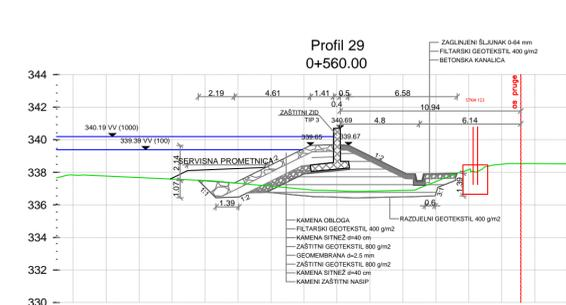 ZAGLINJENI ŠLJUNAK 0-64 mm
FILTARSKI GEOTEKSTIL 400 g/m2
BETONSKA KANALICA
Profil 29
0+560.00
344
342
340
338
336
334
332
330
2.19
4.61
1.41
0.5
6.58
0.4
10.94
4.8
6.14
ZAŠTITNI ZID
TIP 3
340.69
340.19 VV (1000)
339.39 VV (100)
339.65
339.67
SERVISNA PROMETNICA
2.14
1.07
1:1
1:2
1:2
1:2
1.39
1.39
0.6
os pruge
RAZDJELNI GEOTEKSTIL 400 g/m2
KAMENA OBLOGA
FILTARSKI GEOTEKSTIL 400 g/m2
KAMENA SITNEŽ d=40 cm
ZAŠTITNI GEOTEKSTIL 800 g/m2
GEOMEMBRANA d=2.5 mm
ZAŠTITNI GEOTEKSTIL 800 g/m2
KAMENA SITNEŽ d=40 cm
KAMENI ZAŠTITNI NASIP